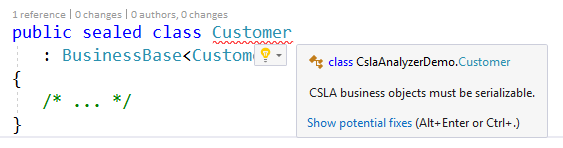 1 reference | 0 changes | 0 authors, 0 changes
public sealed class Customer
: BusinessBase<Custom
{
/* ... */
}
class CslaAnalyzerDemo.Customer
CSLA business objects must be serializable.
Show potential fixes (Alt+Enter or Ctrl+.)